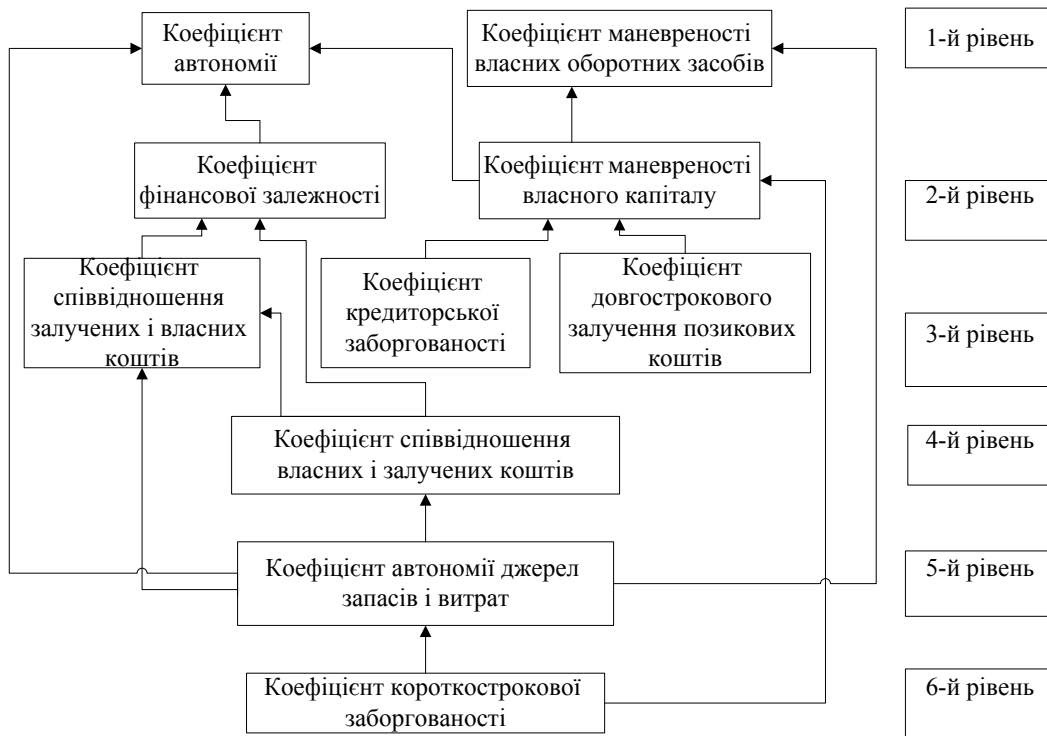 Коефіцієнт
автономії
Коефіцієнт маневреності
власних оборотних засобів
1-й рівень
Коефіцієнт
фінансової залежності
Коефіцієнт маневреності
власного капіталу
2-й рівень
Коефіцієнт
співвідношення
залучених і власних
коштів
Коефіцієнт
кредиторської
заборгованості
Коефіцієнт
довгострокового
залучення позикових
коштів
3-й рівень
Коефіцієнт співвідношення
власних і залучених коштів
4-й рівень
Коефіцієнт автономії джерел
запасів і витрат
5-й рівень
Коефіцієнт короткострокової
заборгованості
6-й рівень